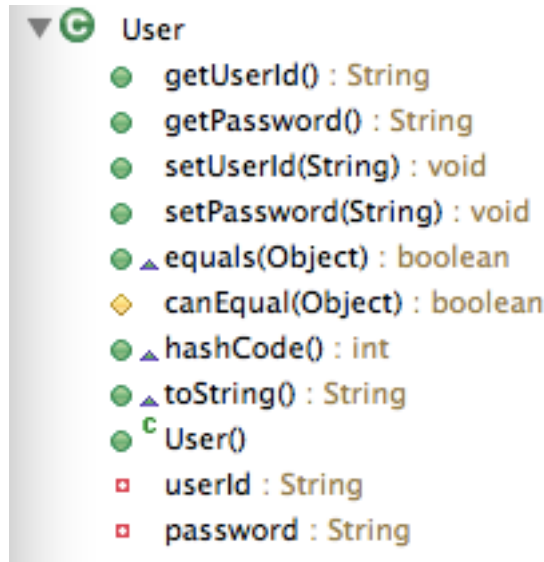 C User
getUserId() : String
getPassword() : String
setUserId(String) : void
setPassword(String) : void
equals(Object) : boolean
canEqual(Object) : boolean
hashCode() : int
toString() : String
C User()
userId : String
password : String